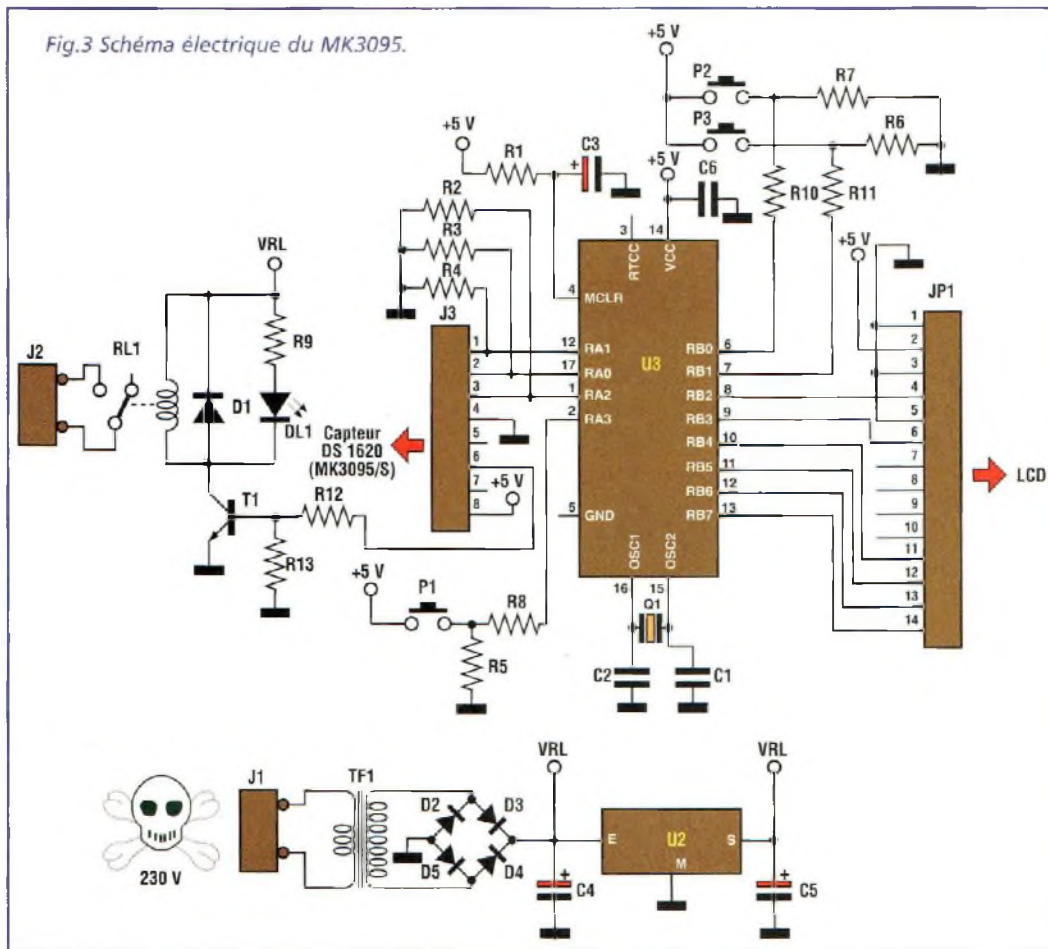 Fig.3 Schéma électrique du MK3095.
+5 V
P2
R7
P3
R6
+5 V
R1
C3
+
+5 V
C6
R10
R11
R2
R3
R4
3
14
RTCC
VCC
+5 V
VRL
J3
4
MCLR
JP1
J2
RL1
R9
D1
DL1
1
2
3
4
5
6
7
8
12
17
1
2
RA1
RA0
RA2
RA3
U3
RB0
RB1
RB2
RB3
RB4
RB5
RB6
RB7
6
7
8
9
10
11
12
13
1
2
3
4
5
6
7
8
9
10
11
12
13
14
LCD
Capteur
DS 1620
(MK3095/S)
+5 V
T1
R12
R13
5
GND
OSC1
OSC2
+5 V
P1
R8
R5
16
15
Q1
C2
C1
230 V
J1
TF1
D2
D3
D5
D4
VRL
E
U2
S
M
VRL
+
C4
+
C5